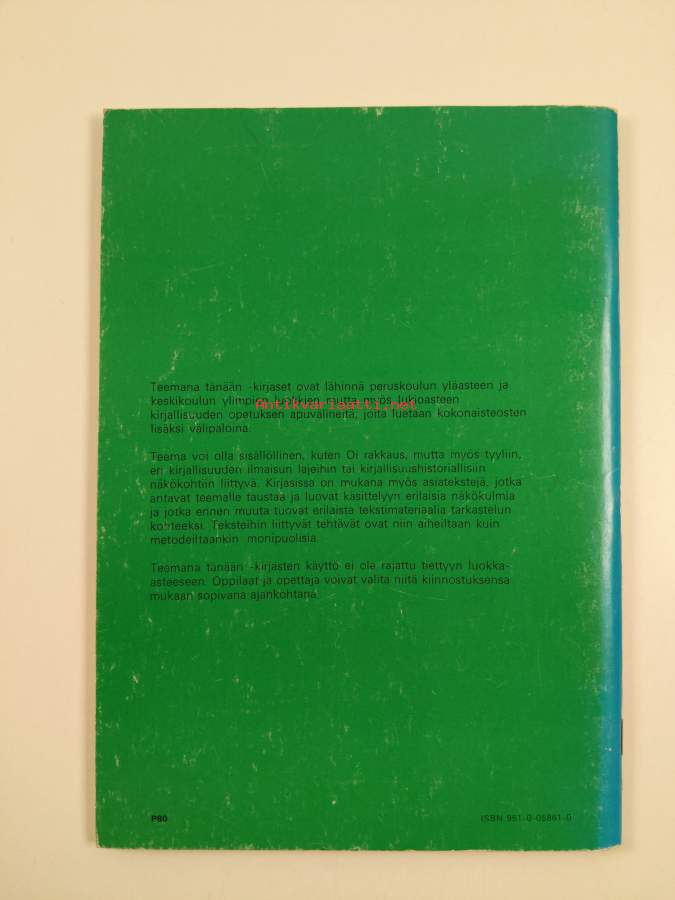 Teemana tänään -kirjaset ovat lähinnä peruskoulun yläasteen ja
keskikoulun ylimpien luokkien mutta myös lukioasteen
Antikvariaatti.net
kirjallisuuden opetuksen apuvälineitä, joita luetaan kokonaisteosten
lisäksi välipaloina.
Teema voi olla sisällöllinen, kuten Oi rakkaus, mutta myös tyyliin,
eri kirjallisuuden ilmaisun lajeihin tai kirjallisuushistoriallisiin
näkökohtiin liittyvä. Kirjasissa on mukana myös asiatekstejä, jotka
antavat teemalle taustaa ja luovat käsittelyyn erilaisia näkökulmia
ja jotka ennen muuta tuovat erilaista tekstimateriaalia tarkastelun
kohteeksi. Teksteihin liittyvät tehtävät ovat niin aiheiltaan kuin
metodeiltaankin monipuolisia.
Teemana tänään -kirjasten käyttö ei ole rajattu tiettyyn luokka-
asteeseen. Oppilaat ja opettaja voivat valita niitä kiinnostuksensa
mukaan sopivana ajankohtana.
P80
ISBN 951-0-05861-0